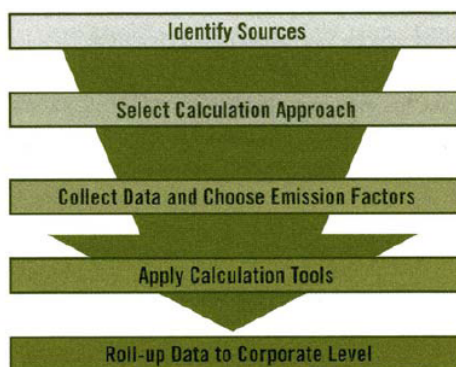 Identify Sources
Select Calculation Approach
Collect Data and Choose Emission Factors
Apply Calculation Tools
Roll-up Data to Corporate Level